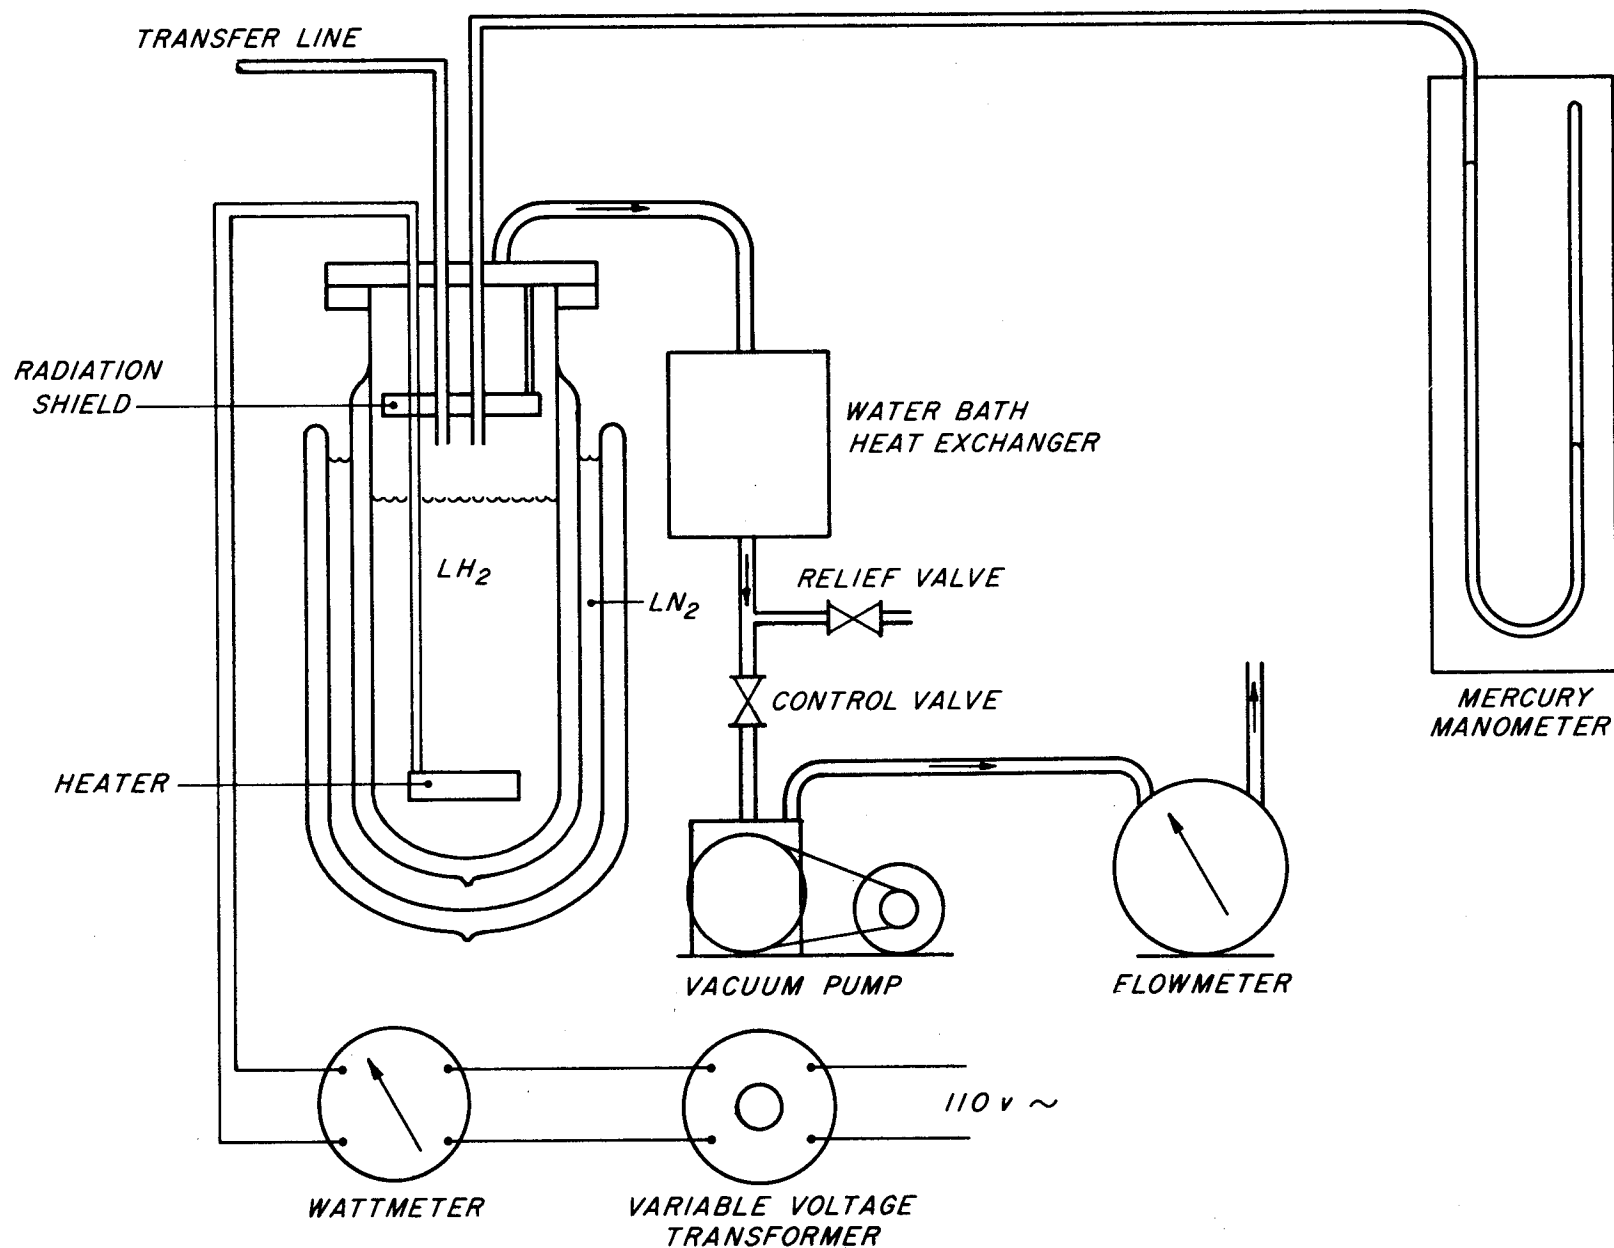 TRANSFER LINE
RADIATION
SHIELD
WATER BATH
HEAT EXCHANGER
LH2
LN2
RELIEF VALVE
CONTROL VALVE
MERCURY
MANOMETER
HEATER
VACUUM PUMP
FLOWMETER
110 v ~
WATTMETER
VARIABLE VOLTAGE
TRANSFORMER